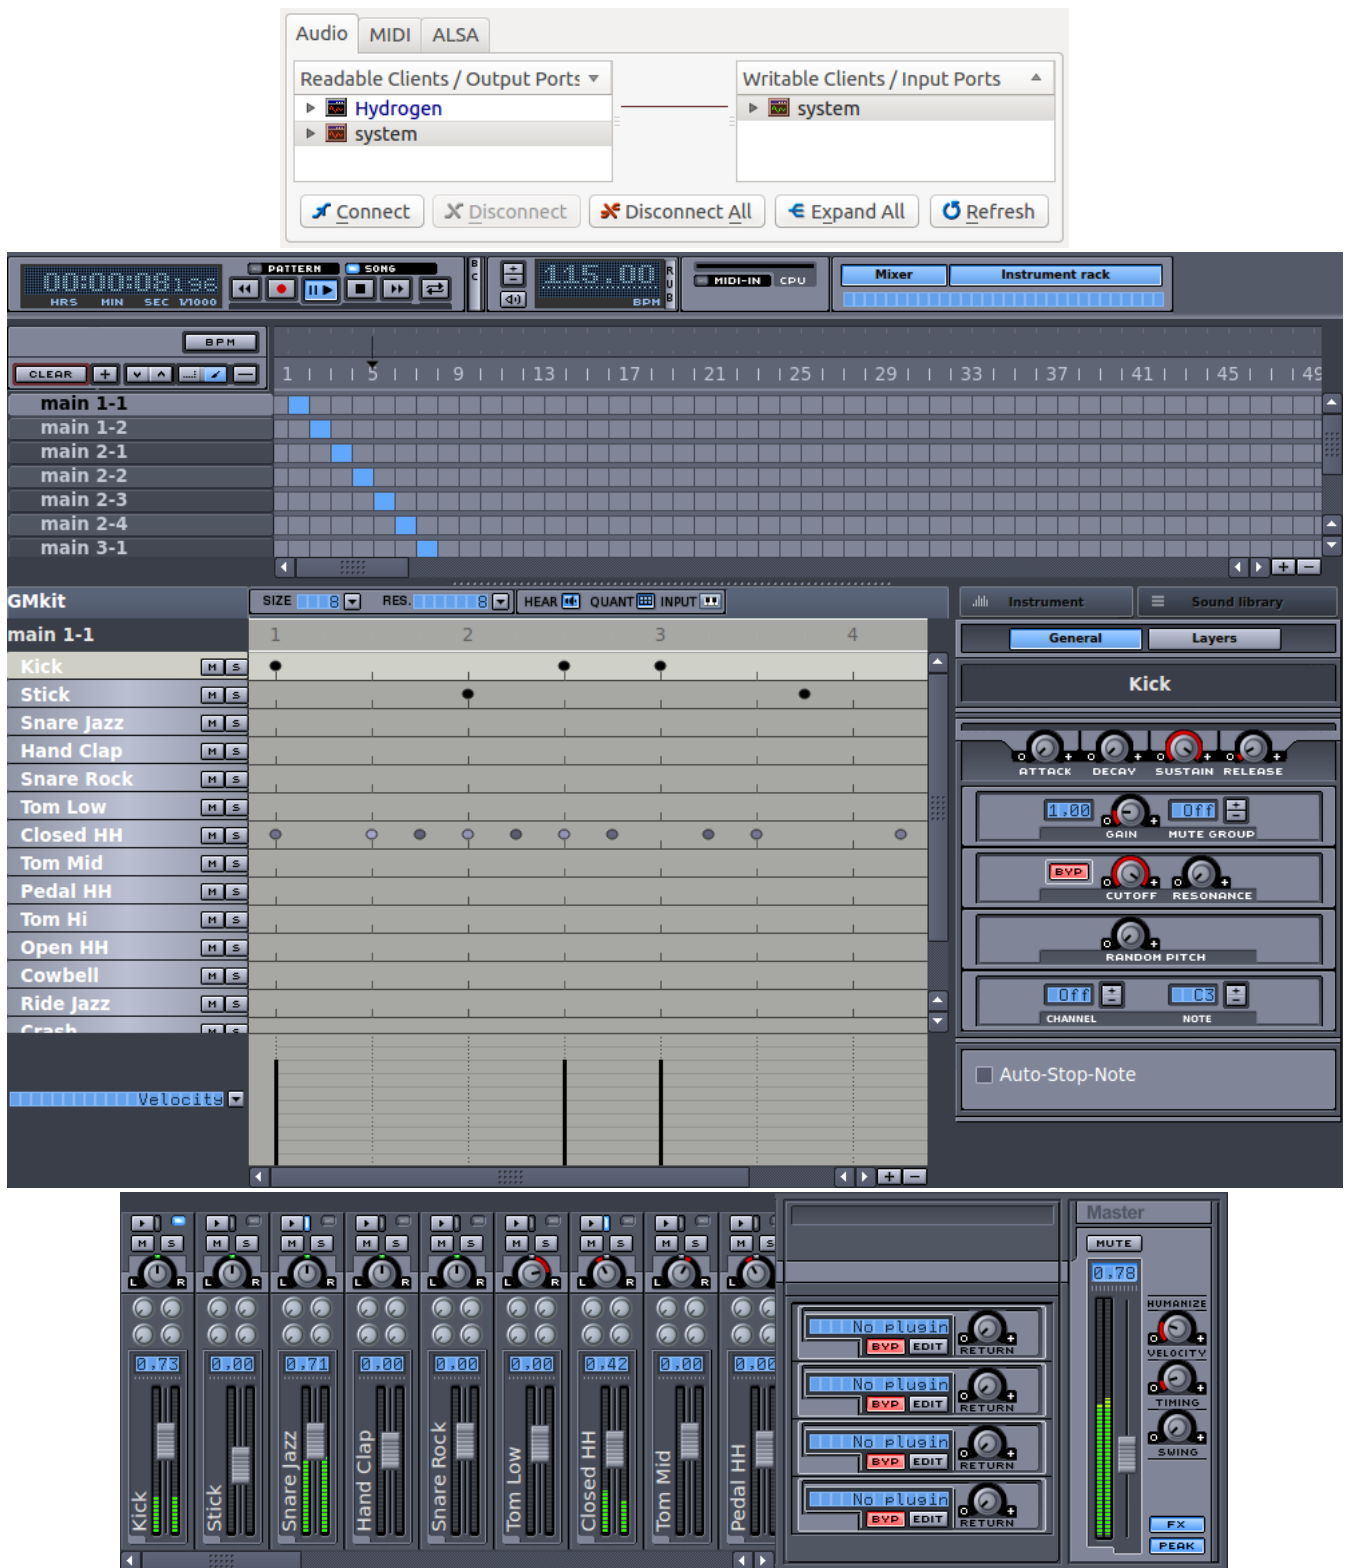 Audio MIDI ALSA
Readable Clients / Output Ports Writable Clients / Input Ports
Hydrogen system
system
Connect Disconnect Disconnect All Expand All Refresh
00:00:08 196 PATTERN SONG B C 115.00 R U B MIDI-IN CPU Mixer Instrument rack
HRS MIN SEC 1/1000 BPM
BPM
CLEAR 1 5 9 13 17 21 25 29 33 37 41 45 49
main 1-1
main 1-2
main 2-1
main 2-2
main 2-3
main 2-4
main 3-1
GMkit SIZE 8 RES. 8 HEAR QUANT INPUT Instrument Sound library
main 1-1 1 2 3 4 General Layers
Kick M S Kick
Stick M S
Snare Jazz M S
Hand Clap M S
Snare Rock M S ATTACK DECAY SUSTAIN RELEASE
Tom Low M S 1.00 Off
Closed HH M S GAIN MUTE GROUP
Tom Mid M S BYP
Pedal HH M S CUTOFF RESONANCE
Tom Hi M S
Open HH M S RANDOM PITCH
Cowbell M S
Ride Jazz M S Off C3
Crash M S CHANNEL NOTE
Auto-Stop-Note
Velocity
Master
M S M S M S M S M S M S M S M S M S MUTE
L R L R L R L R L R L R L R L R L
0.78
HUMANIZE
No plugin
BYP EDIT RETURN
VELOCITY
0.73 0.00 0.71 0.00 0.00 0.00 0.42 0.00 0.00
No plugin
BYP EDIT RETURN
TIMING
No plugin
BYP EDIT RETURN
SWING
No plugin
BYP EDIT RETURN
Kick Stick Snare Jazz Hand Clap Snare Rock Tom Low Closed HH Tom Mid Pedal HH
FX
PEAK